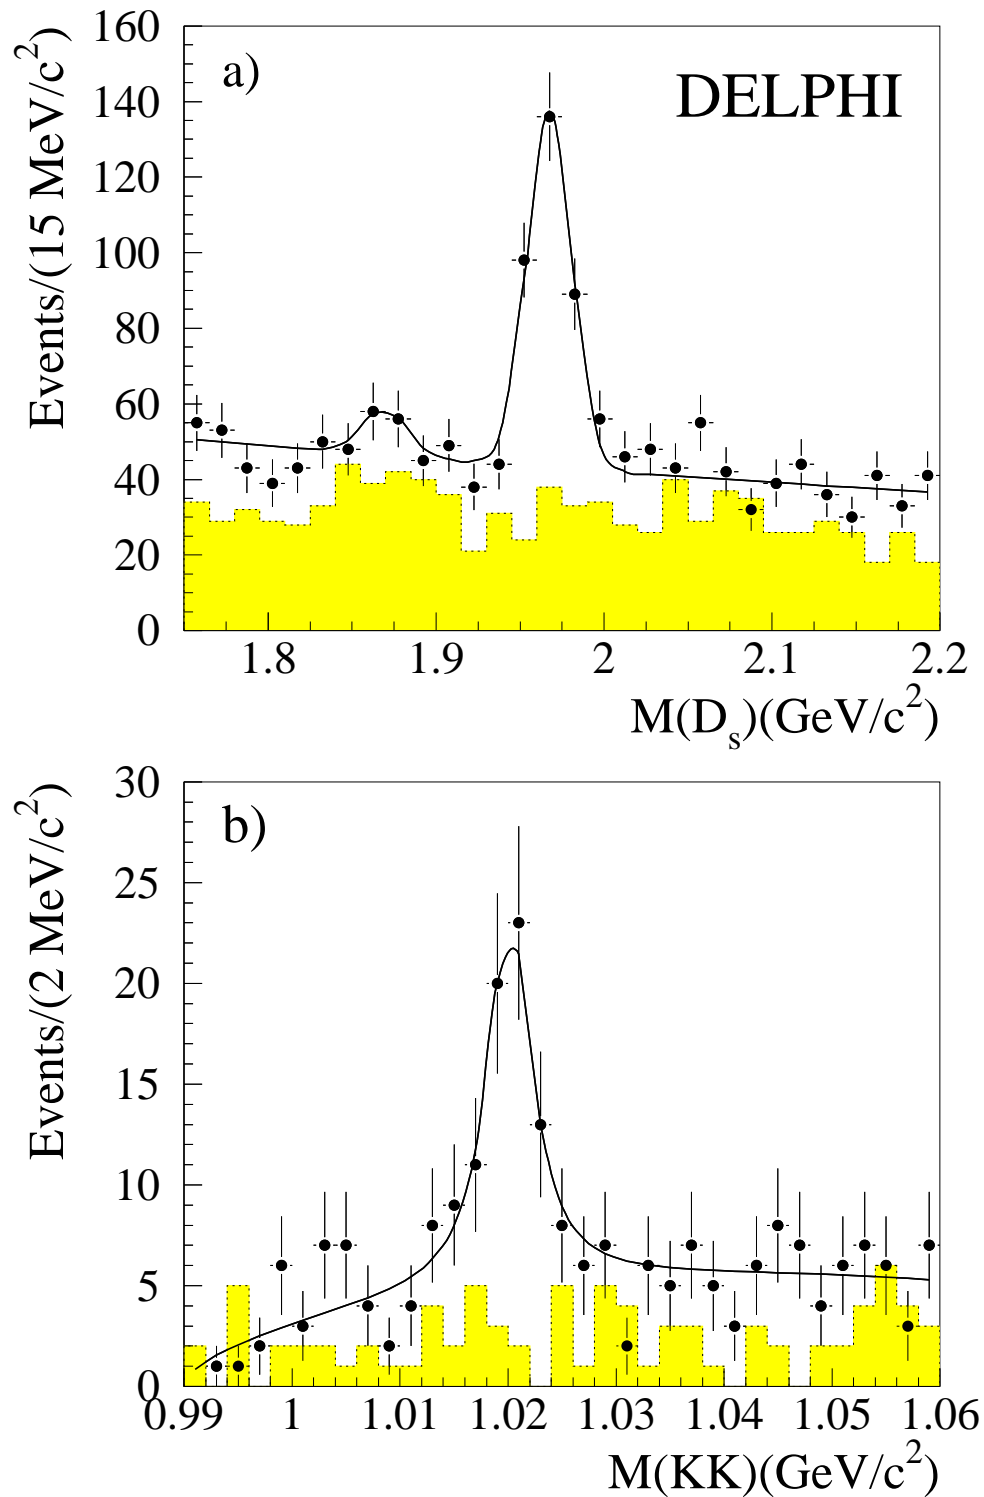 a)
DELPHI
Events/(15 MeV/c²)
160
140
120
100
80
60
40
20
0
1.8 1.9 2 2.1 2.2
M(Dₛ)(GeV/c²)
b)
Events/(2 MeV/c²)
30
25
20
15
10
5
0
0.99 1 1.01 1.02 1.03 1.04 1.05 1.06
M(KK)(GeV/c²)